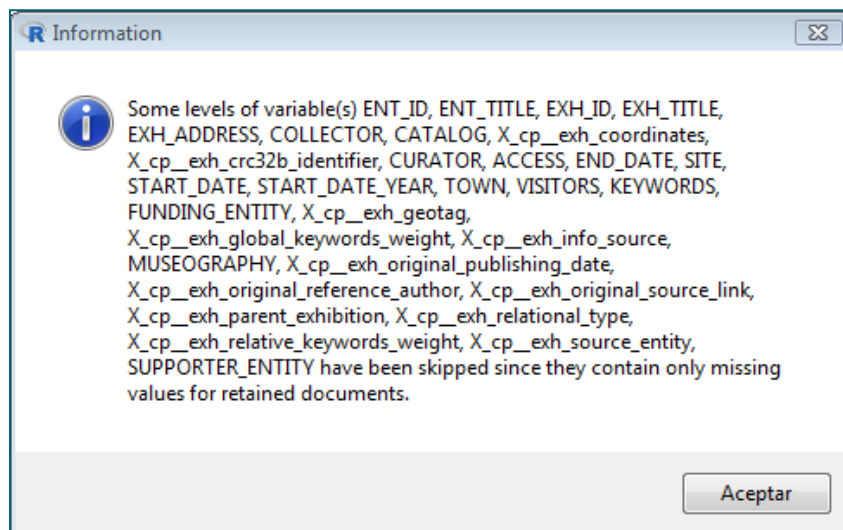 Information
Some levels of variable(s) ENT_ID, ENT_TITLE, EXH_ID, EXH_TITLE,
EXH_ADDRESS, COLLECTOR, CATALOG, X_cp__exh_coordinates,
X_cp__exh_crc32b_identifier, CURATOR, ACCESS, END_DATE, SITE,
START_DATE, START_DATE_YEAR, TOWN, VISITORS, KEYWORDS,
FUNDING_ENTITY, X_cp__exh_geotag,
X_cp__exh_global_keywords_weight, X_cp__exh_info_source,
MUSEOGRAPHY, X_cp__exh_original_publishing_date,
X_cp__exh_original_reference_author, X_cp__exh_original_source_link,
X_cp__exh_parent_exhibition, X_cp__exh_relational_type,
X_cp__exh_relative_keywords_weight, X_cp__exh_source_entity,
SUPPORTER_ENTITY have been skipped since they contain only missing
values for retained documents.
Aceptar